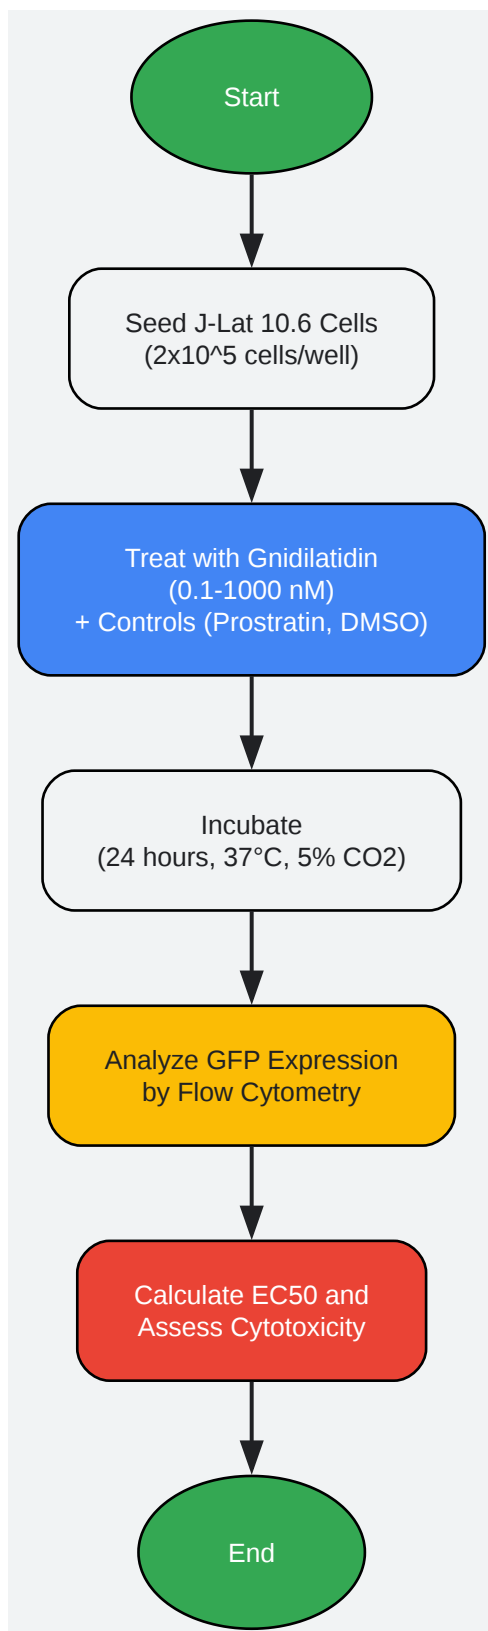 Start
Seed J-Lat 10.6 Cells
(2x10^5 cells/well)
Treat with Gnidilatidin
(0.1-1000 nM)
+ Controls (Prostratin, DMSO)
Incubate
(24 hours, 37°C, 5% CO2)
Analyze GFP Expression
by Flow Cytometry
Calculate EC50 and
Assess Cytotoxicity
End